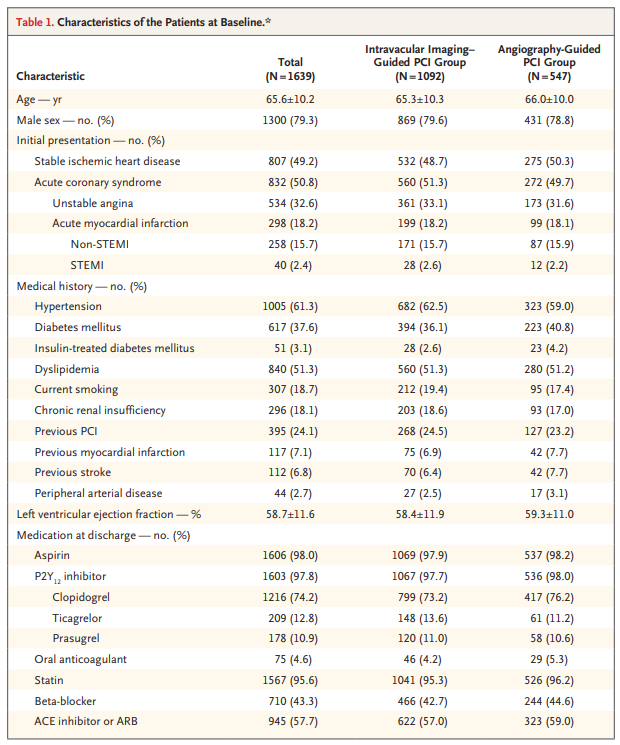 Table 1. Characteristics of the Patients at Baseline.*
Characteristic Total (N=1639) Intravacular Imaging–Guided PCI Group (N=1092) Angiography-Guided PCI Group (N=547)
Age — yr 65.6±10.2 65.3±10.3 66.0±10.0
Male sex — no. (%) 1300 (79.3) 869 (79.6) 431 (78.8)
Initial presentation — no. (%)
Stable ischemic heart disease 807 (49.2) 532 (48.7) 275 (50.3)
Acute coronary syndrome 832 (50.8) 560 (51.3) 272 (49.7)
Unstable angina 534 (32.6) 361 (33.1) 173 (31.6)
Acute myocardial infarction 298 (18.2) 199 (18.2) 99 (18.1)
Non-STEMI 258 (15.7) 171 (15.7) 87 (15.9)
STEMI 40 (2.4) 28 (2.6) 12 (2.2)
Medical history — no. (%)
Hypertension 1005 (61.3) 682 (62.5) 323 (59.0)
Diabetes mellitus 617 (37.6) 394 (36.1) 223 (40.8)
Insulin-treated diabetes mellitus 51 (3.1) 28 (2.6) 23 (4.2)
Dyslipidemia 840 (51.3) 560 (51.3) 280 (51.2)
Current smoking 307 (18.7) 212 (19.4) 95 (17.4)
Chronic renal insufficiency 296 (18.1) 203 (18.6) 93 (17.0)
Previous PCI 395 (24.1) 268 (24.5) 127 (23.2)
Previous myocardial infarction 117 (7.1) 75 (6.9) 42 (7.7)
Previous stroke 112 (6.8) 70 (6.4) 42 (7.7)
Peripheral arterial disease 44 (2.7) 27 (2.5) 17 (3.1)
Left ventricular ejection fraction — % 58.7±11.6 58.4±11.9 59.3±11.0
Medication at discharge — no. (%)
Aspirin 1606 (98.0) 1069 (97.9) 537 (98.2)
P2Y12 inhibitor 1603 (97.8) 1067 (97.7) 536 (98.0)
Clopidogrel 1216 (74.2) 799 (73.2) 417 (76.2)
Ticagrelor 209 (12.8) 148 (13.6) 61 (11.2)
Prasugrel 178 (10.9) 120 (11.0) 58 (10.6)
Oral anticoagulant 75 (4.6) 46 (4.2) 29 (5.3)
Statin 1567 (95.6) 1041 (95.3) 526 (96.2)
Beta-blocker 710 (43.3) 466 (42.7) 244 (44.6)
ACE inhibitor or ARB 945 (57.7) 622 (57.0) 323 (59.0)